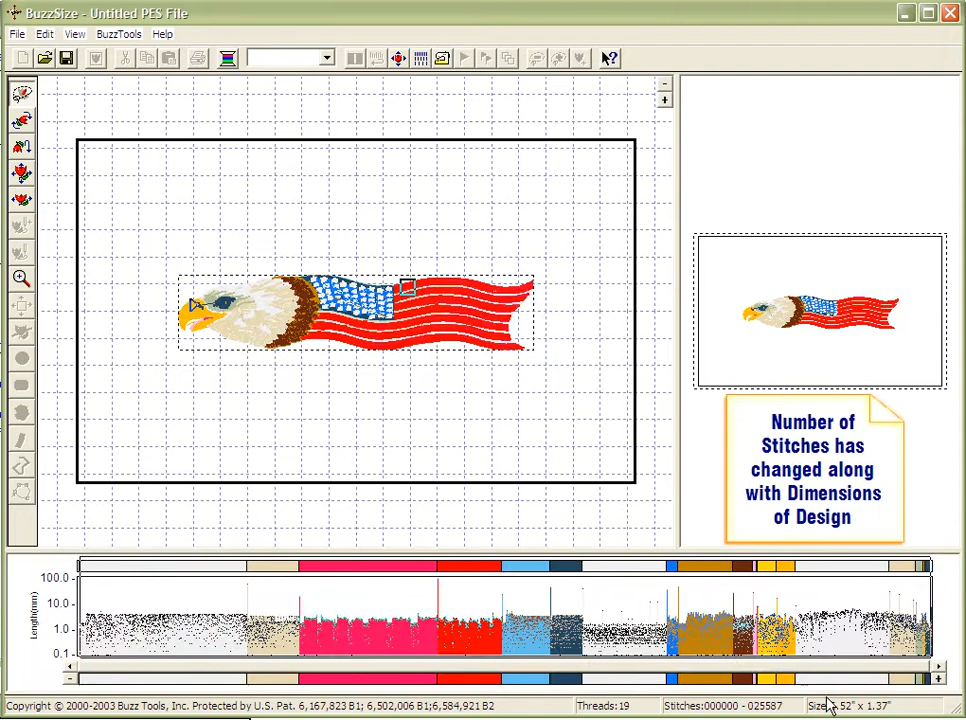 BuzzSize - Untitled PES File
File Edit View BuzzTools Help
-
+
Number of
Stitches has
changed along
with Dimensions
of Design
100.0
10.0
1.0
0.1
Length(mm)
- +
Copyright © 2000-2003 Buzz Tools, Inc. Protected by U.S. Pat. 6,167,823 B1; 6,502,006 B1;6,584,921 B2 Threads:19 Stitches:000000 - 025587 Size: 52" x 1.37"